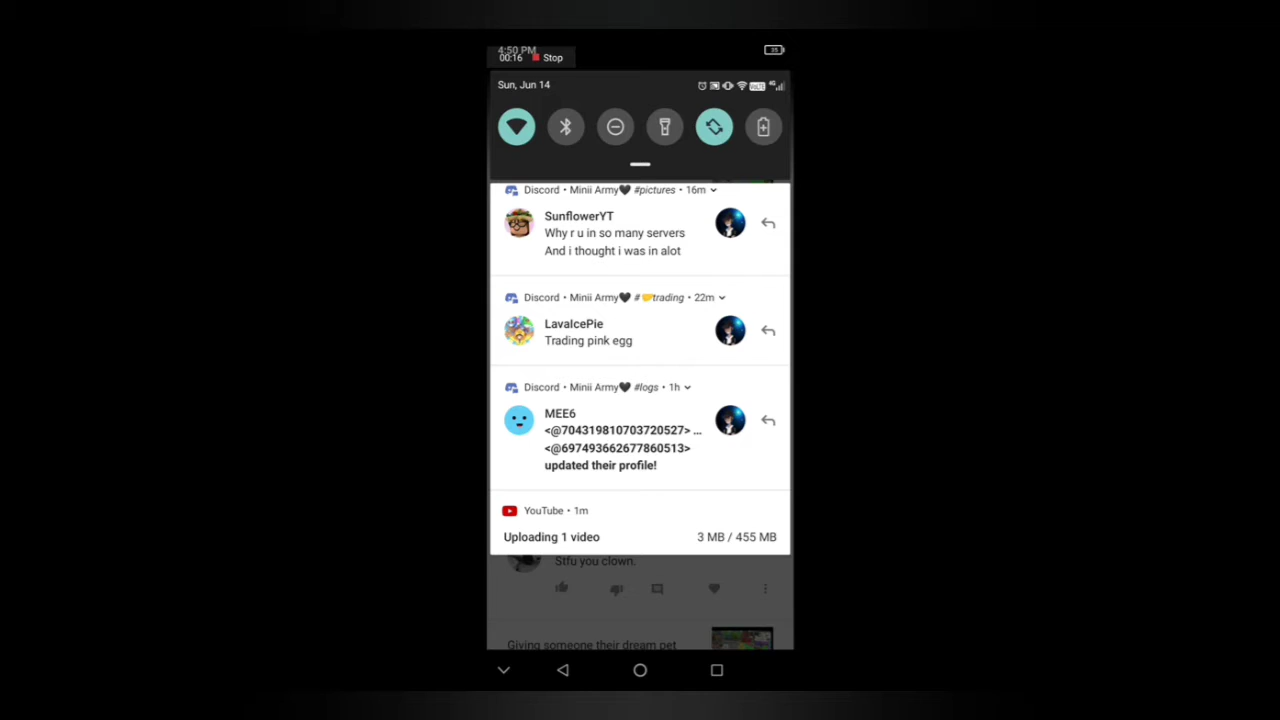 4:50 PM
35
00:16 Stop
Sun, Jun 14
Discord • Minii Army🖤 #pictures • 16m
SunflowerYT
Why r u in so many servers
And i thought i was in alot
Discord • Minii Army🖤 #🤝trading • 22m
LavaIcePie
Trading pink egg
Discord • Minii Army🖤 #logs • 1h
MEE6
<@704319810703720527> ...
<@697493662677860513>
updated their profile!
YouTube • 1m
Uploading 1 video 3 MB / 455 MB
Stfu you clown.
Giving someone their dream pet